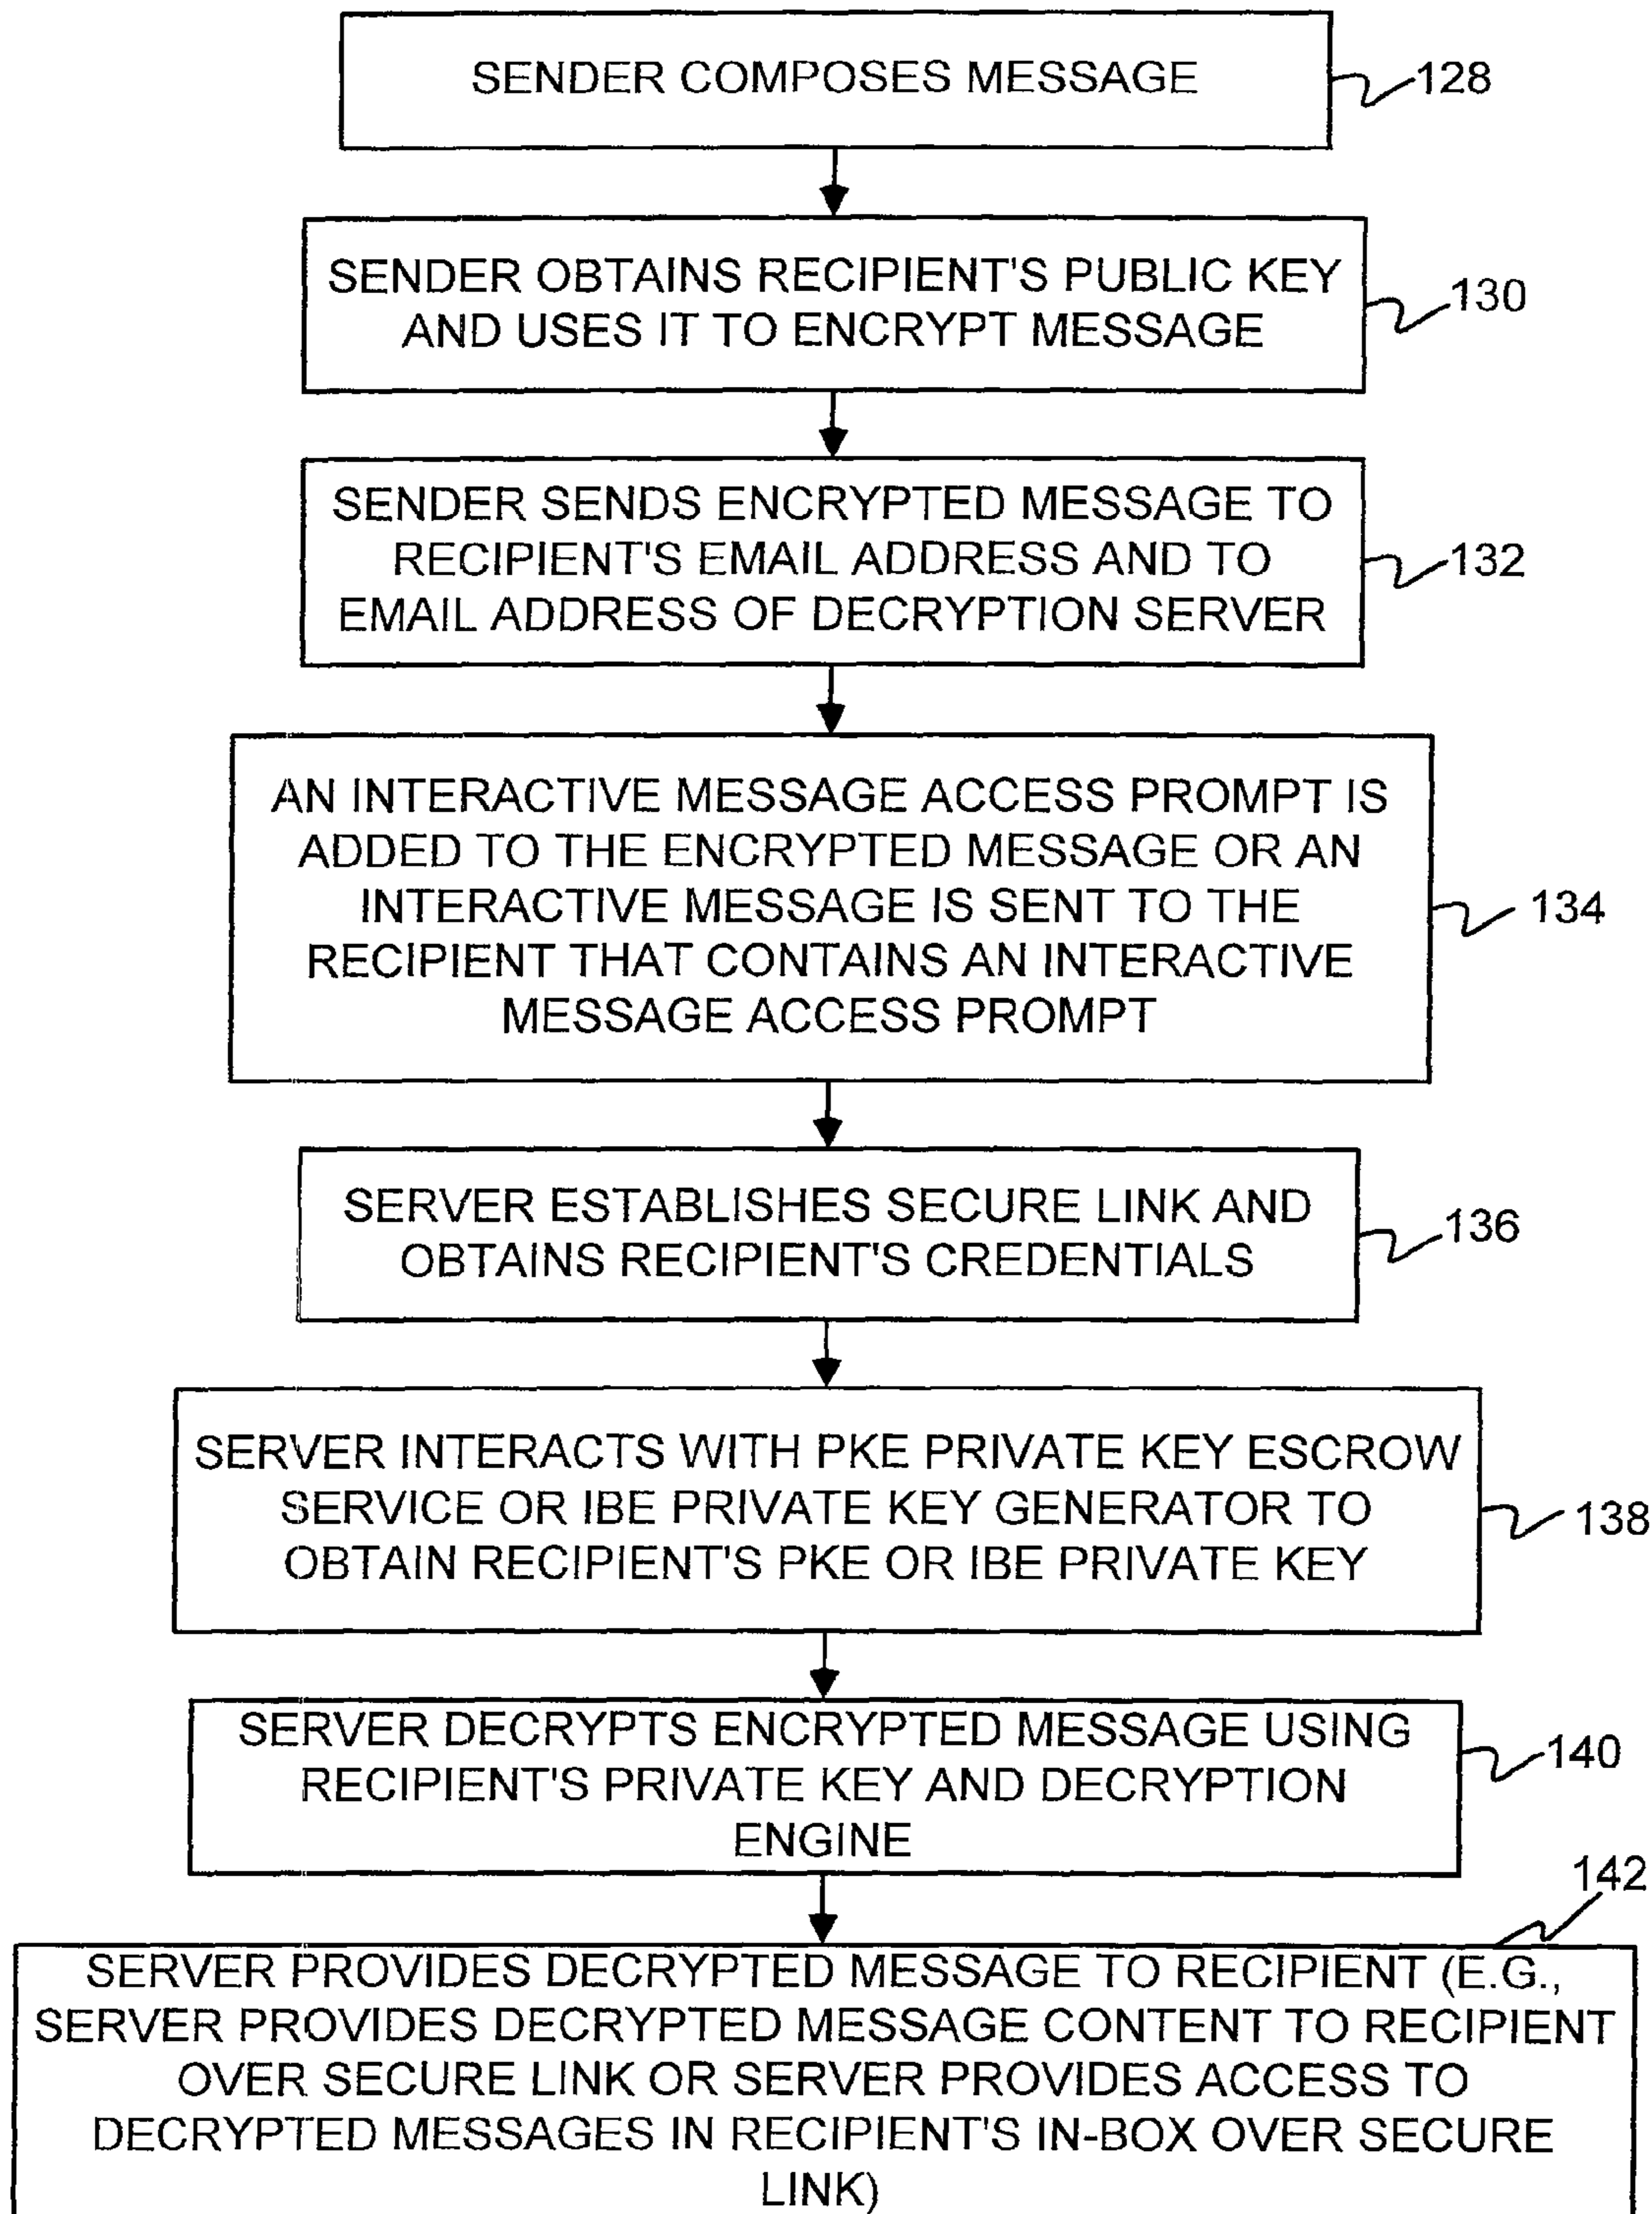 SENDER COMPOSES MESSAGE
128
SENDER OBTAINS RECIPIENT'S PUBLIC KEY
AND USES IT TO ENCRYPT MESSAGE
130
SENDER SENDS ENCRYPTED MESSAGE TO
RECIPIENT'S EMAIL ADDRESS AND TO
EMAIL ADDRESS OF DECRYPTION SERVER
132
AN INTERACTIVE MESSAGE ACCESS PROMPT IS
ADDED TO THE ENCRYPTED MESSAGE OR AN
INTERACTIVE MESSAGE IS SENT TO THE
RECIPIENT THAT CONTAINS AN INTERACTIVE
MESSAGE ACCESS PROMPT
134
SERVER ESTABLISHES SECURE LINK AND
OBTAINS RECIPIENT'S CREDENTIALS
136
SERVER INTERACTS WITH PKE PRIVATE KEY ESCROW
SERVICE OR IBE PRIVATE KEY GENERATOR TO
OBTAIN RECIPIENT'S PKE OR IBE PRIVATE KEY
138
SERVER DECRYPTS ENCRYPTED MESSAGE USING
RECIPIENT'S PRIVATE KEY AND DECRYPTION
ENGINE
140
142
SERVER PROVIDES DECRYPTED MESSAGE TO RECIPIENT (E.G.,
SERVER PROVIDES DECRYPTED MESSAGE CONTENT TO RECIPIENT
OVER SECURE LINK OR SERVER PROVIDES ACCESS TO
DECRYPTED MESSAGES IN RECIPIENT'S IN-BOX OVER SECURE
LINK)